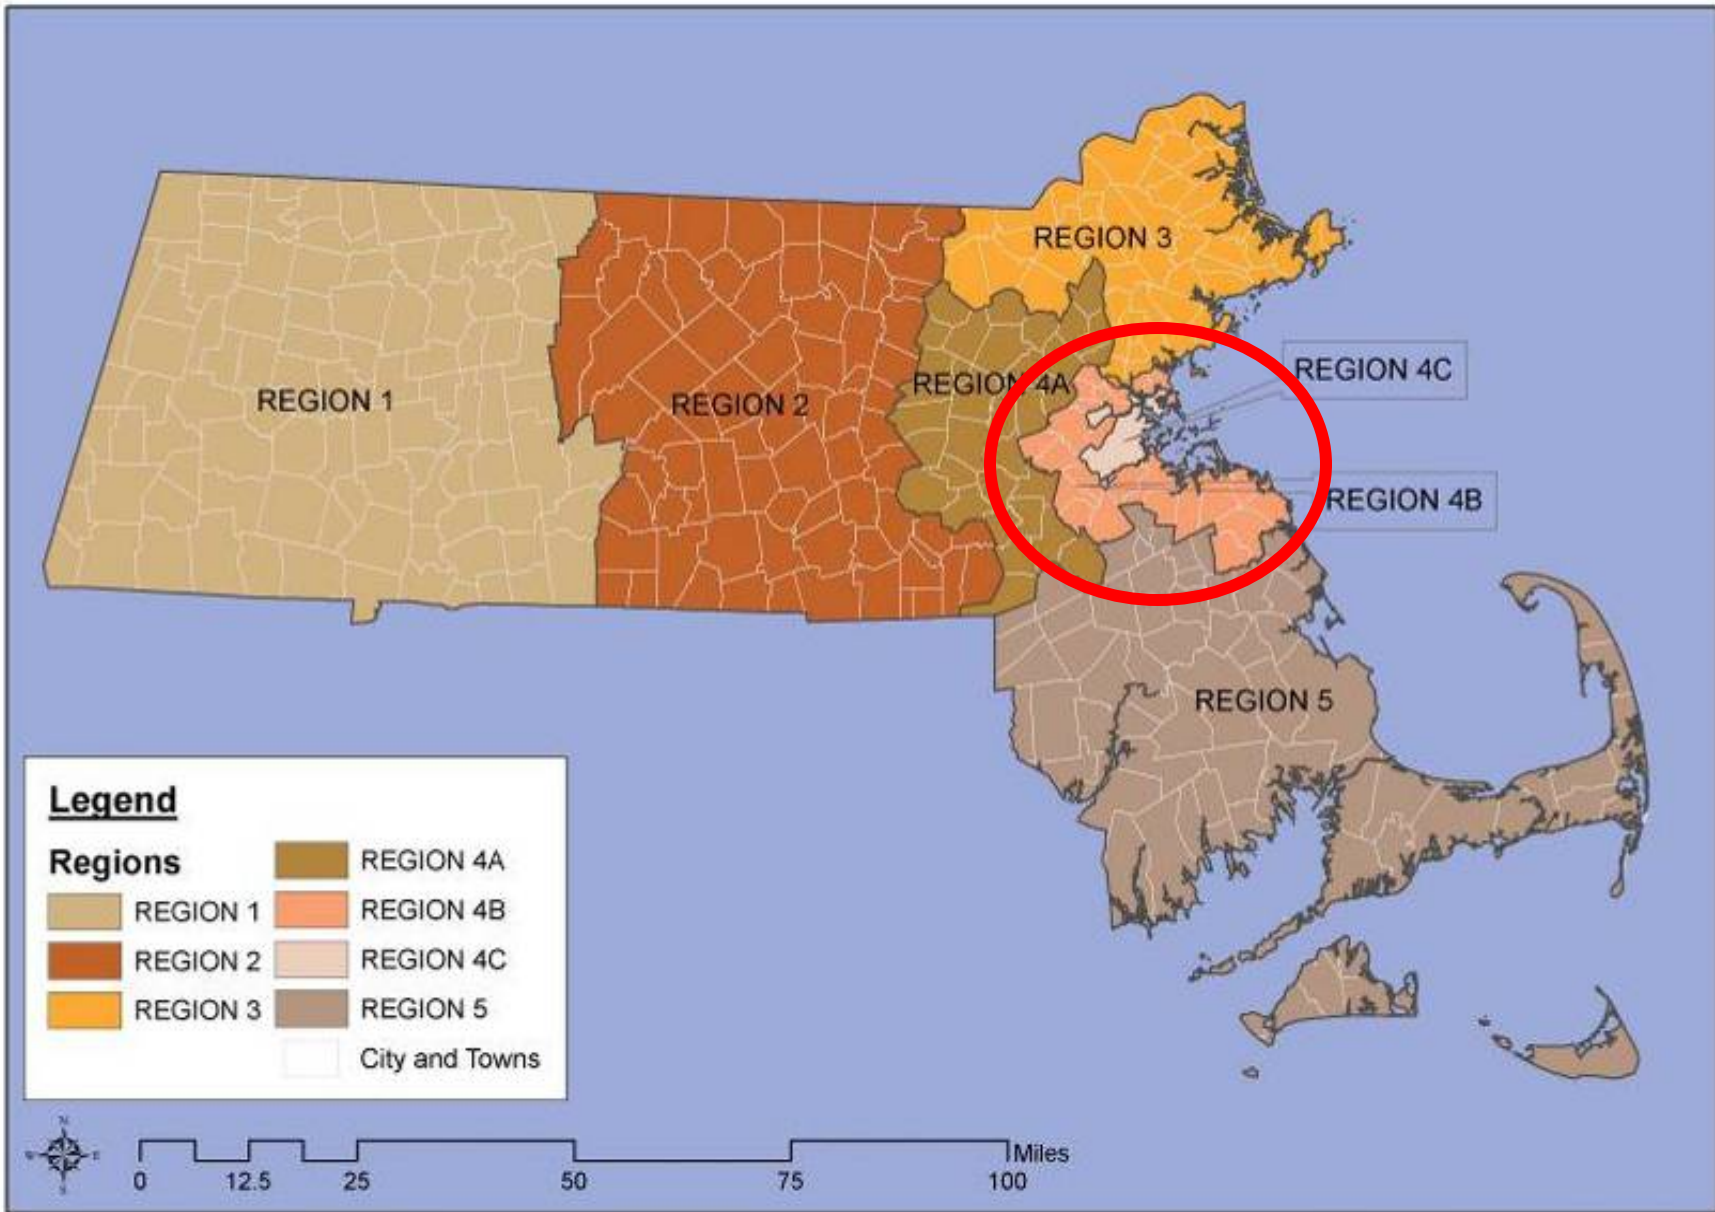 REGION 3
REGION 4C
REGION 4A
REGION 1
REGION 2
REGION 4B
REGION 5
Legend
Regions
REGION 1
REGION 2
REGION 3
REGION 4A
REGION 4B
REGION 4C
REGION 5
City and Towns
N
W
E
S
Miles
0 12.5 25 50 75 100